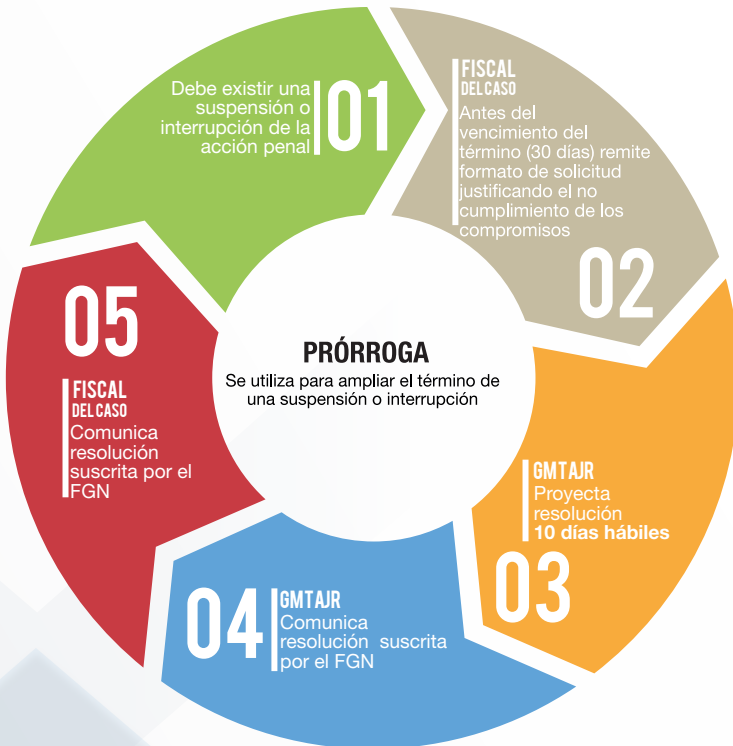 Debe existir una
suspensión o
interrupción de la
acción penal
01
FISCAL
DEL CASO
Antes del
vencimiento del
término (30 días) remite
formato de solicitud
justificando el no
cumplimiento de los
compromisos
02
GMTAJR
Proyecta
resolución
10 días hábiles
03
04
GMTAJR
Comunica
resolución suscrita
por el FGN
05
FISCAL
DEL CASO
Comunica
resolución
suscrita por el
FGN
PRÓRROGA
Se utiliza para ampliar el término de
una suspensión o interrupción